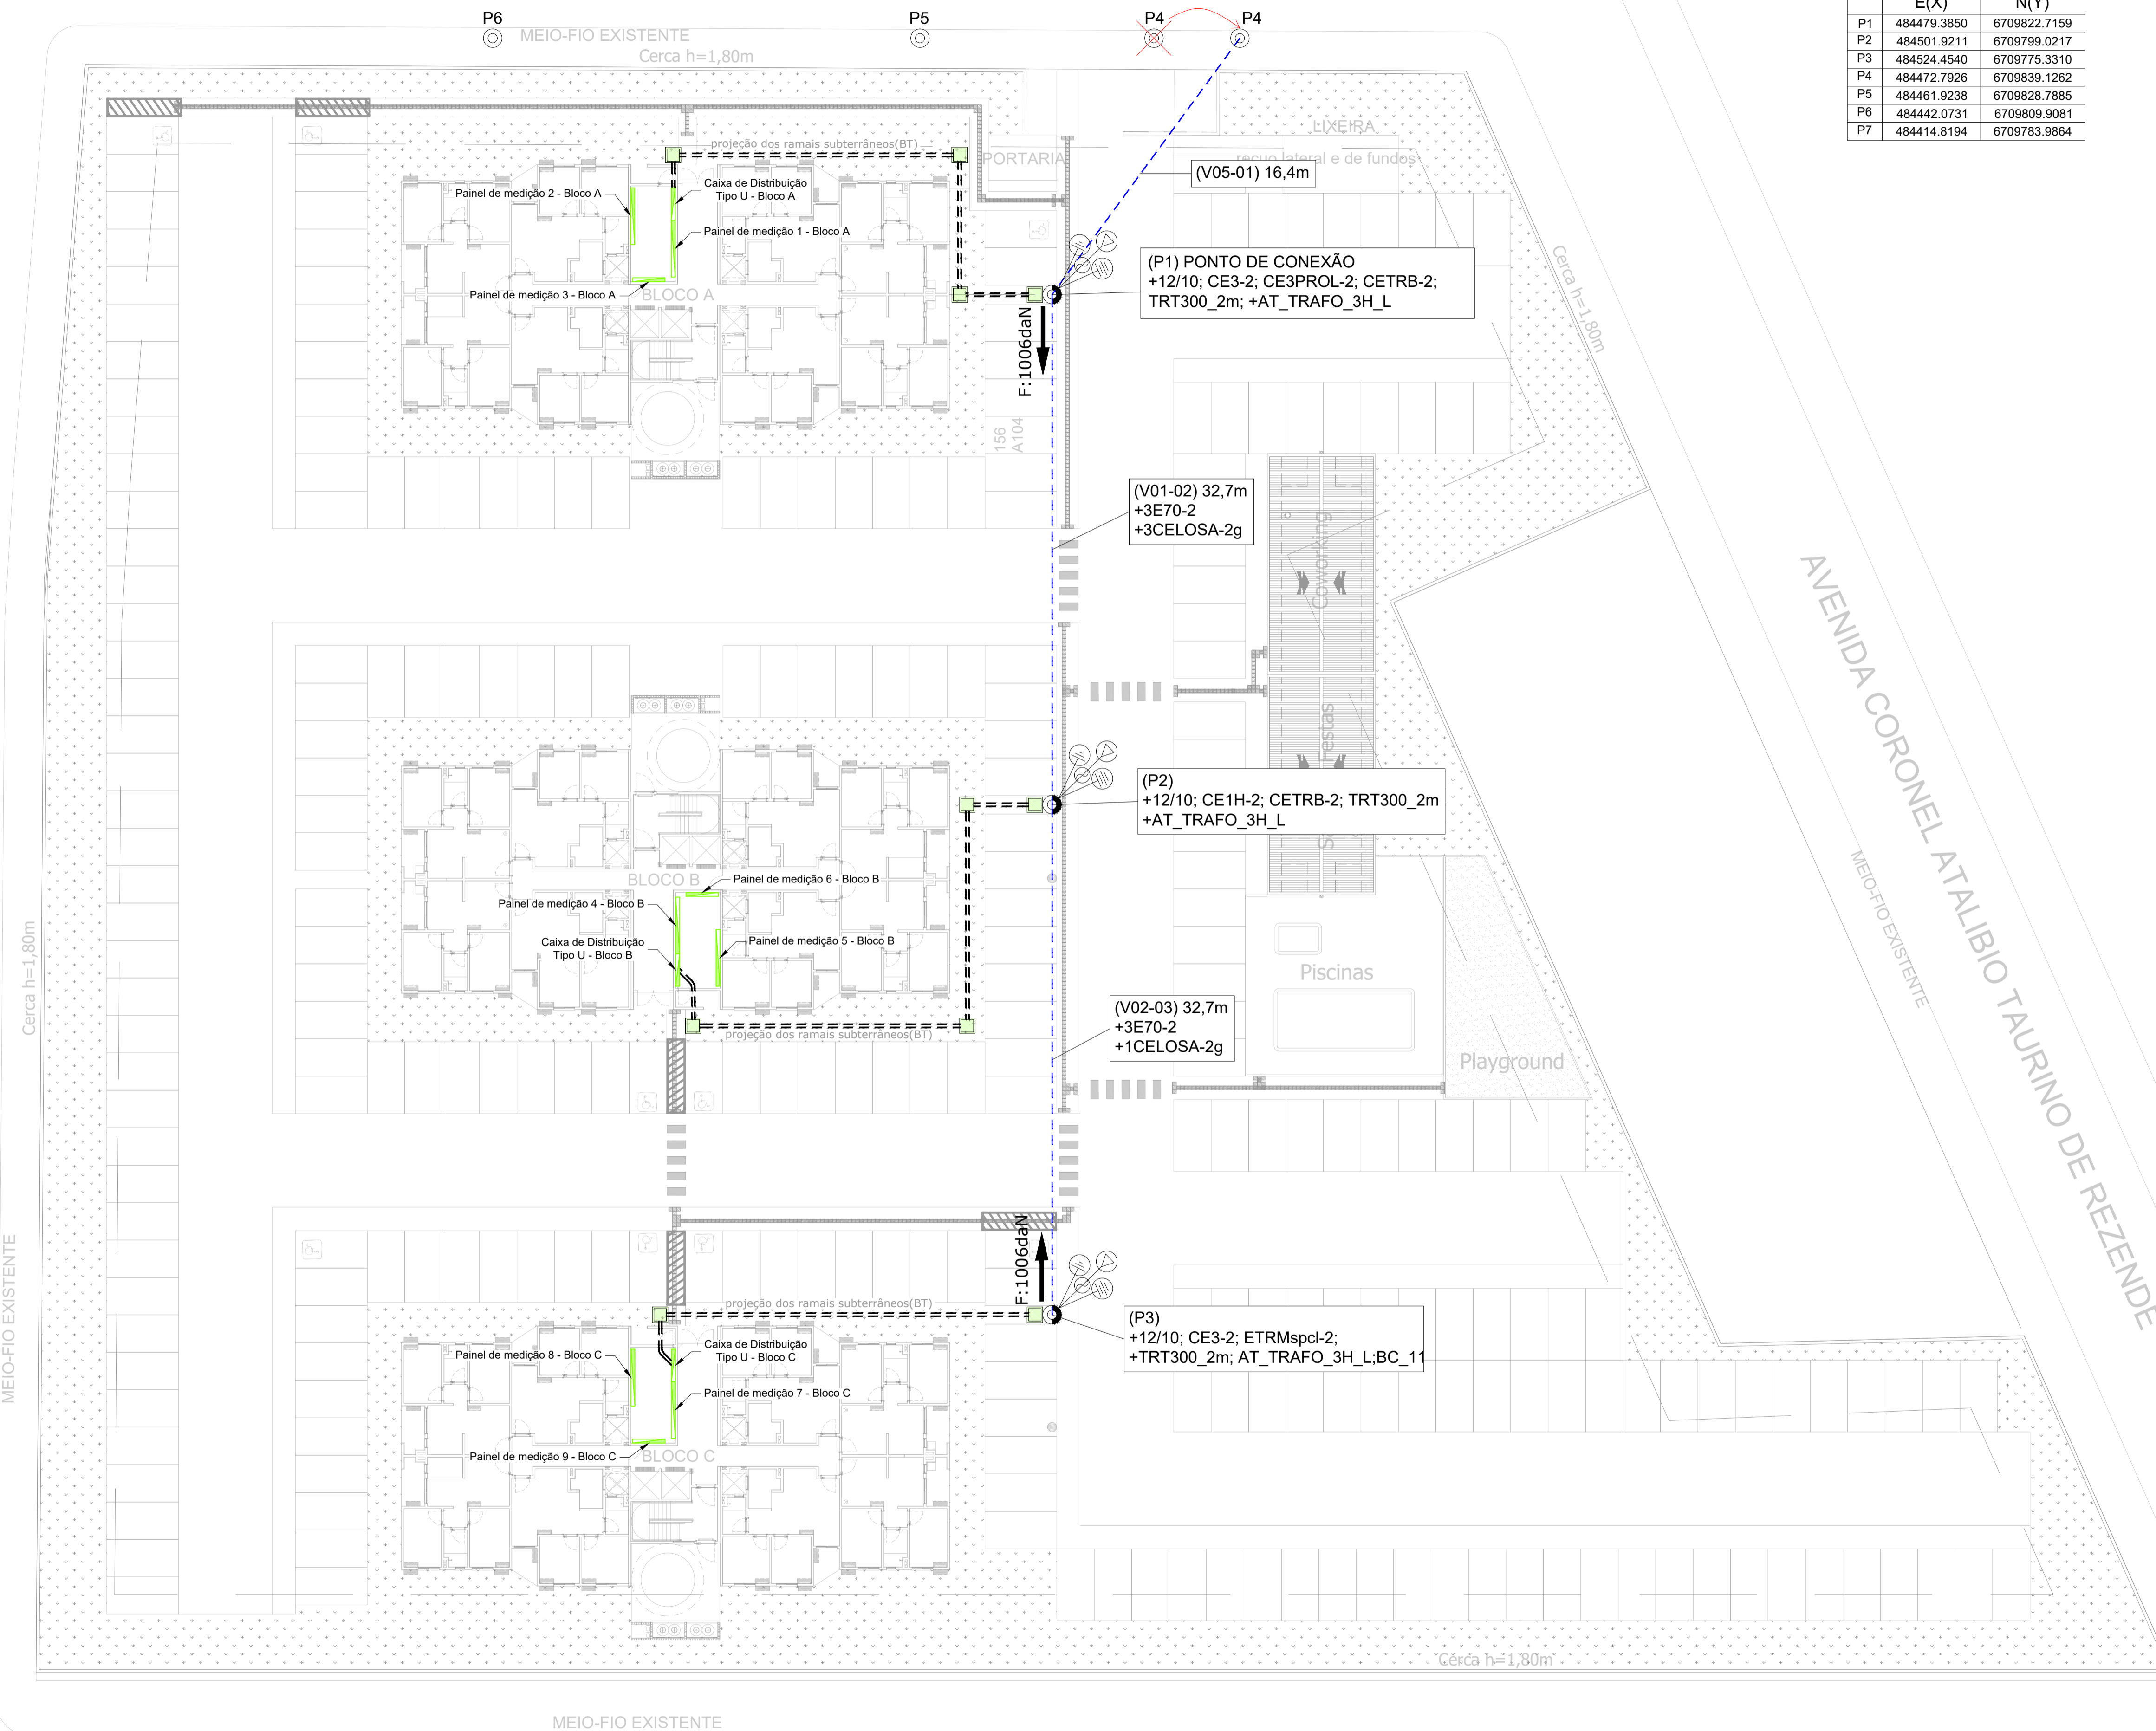 E(X) N(Y)
P1 484479.3850 6709822.7159
P2 484501.9211 6709799.0217
P3 484524.4540 6709775.3310
P4 484472.7926 6709839.1262
P5 484461.9238 6709828.7885
P6 484442.0731 6709809.9081
P7 484414.8194 6709783.9864
P6
P5
P4
P4
MEIO-FIO EXISTENTE
Cerca h=1,80m
projeção dos ramais subterrâneos(BT)
PORTARIA
LIXEIRA
recuo lateral e de fundos
(V05-01) 16,4m
Painel de medição 2 - Bloco A
Caixa de Distribuição
Tipo U - Bloco A
Painel de medição 1 - Bloco A
Painel de medição 3 - Bloco A
BLOCO A
(P1) PONTO DE CONEXÃO
+12/10; CE3-2; CE3PROL-2; CETRB-2;
TRT300_2m; +AT_TRAFO_3H_L
F:1006daN
Cerca h=1,80m
156
A104
(V01-02) 32,7m
+3E70-2
+3CELOSA-2g
Coworking
AVENIDA CORONEL ATALIBIO TAURINO DE REZENDE
MEIO-FIO EXISTENTE
Festas
(P2)
+12/10; CE1H-2; CETRB-2; TRT300_2m
+AT_TRAFO_3H_L
BLOCO B
Painel de medição 6 - Bloco B
Painel de medição 4 - Bloco B
Caixa de Distribuição
Tipo U - Bloco B
Painel de medição 5 - Bloco B
projeção dos ramais subterrâneos(BT)
Piscinas
Playground
(V02-03) 32,7m
+3E70-2
+1CELOSA-2g
Cerca h=1,80m
MEIO-FIO EXISTENTE
F:1006daN
projeção dos ramais subterrâneos(BT)
(P3)
+12/10; CE3-2; ETRMspcl-2;
+TRT300_2m; AT_TRAFO_3H_L;BC_11
Painel de medição 8 - Bloco C
Caixa de Distribuição
Tipo U - Bloco C
Painel de medição 7 - Bloco C
Painel de medição 9 - Bloco C
BLOCO C
Cerca h=1,80m
MEIO-FIO EXISTENTE